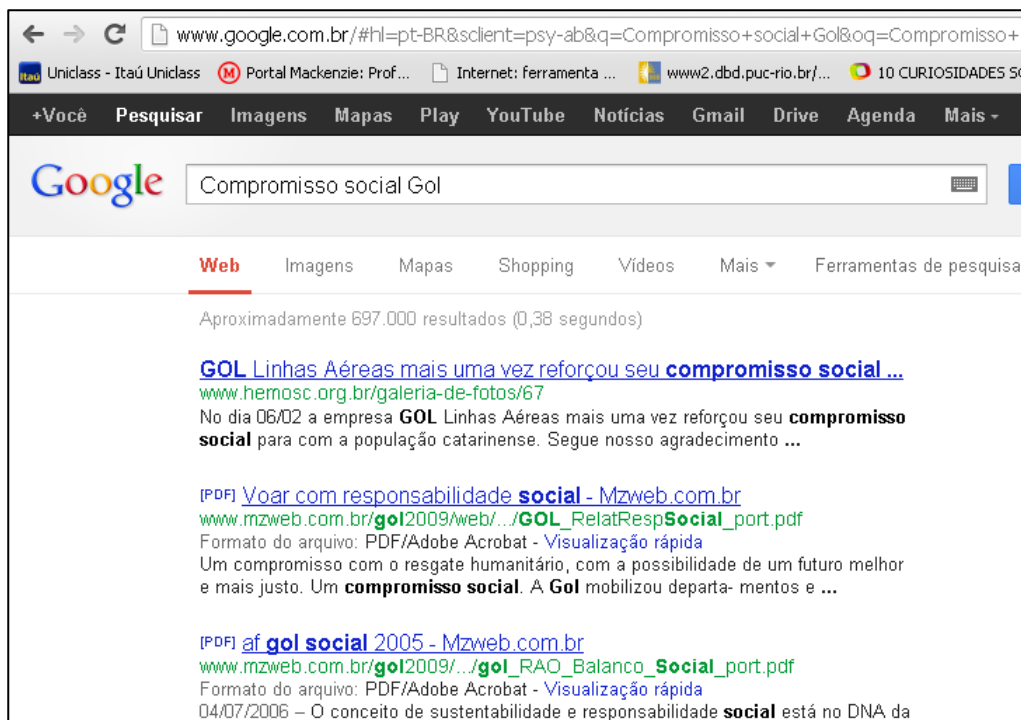 www.google.com.br/#hl=pt-BR&sclient=psy-ab&q=Compromisso+social+Gol&oq=Compromisso+
Itaú Uniclass - Itaú Uniclass M Portal Mackenzie: Prof... Internet: ferramenta ... www2.dbd.puc-rio.br/... 10 CURIOSIDADES S
+Você Pesquisar Imagens Mapas Play YouTube Notícias Gmail Drive Agenda Mais
Google Compromisso social Gol
Web Imagens Mapas Shopping Vídeos Mais Ferramentas de pesquisa
Aproximadamente 697.000 resultados (0,38 segundos)
GOL Linhas Aéreas mais uma vez reforçou seu compromisso social ...
www.hemosc.org.br/galeria-de-fotos/67
No dia 06/02 a empresa GOL Linhas Aéreas mais uma vez reforçou seu compromisso
social para com a população catarinense. Segue nosso agradecimento ...
[PDF] Voar com responsabilidade social - Mzweb.com.br
www.mzweb.com.br/gol2009/web/.../GOL_RelatRespSocial_port.pdf
Formato do arquivo: PDF/Adobe Acrobat - Visualização rápida
Um compromisso com o resgate humanitário, com a possibilidade de um futuro melhor
e mais justo. Um compromisso social. A Gol mobilizou departa- mentos e ...
[PDF] af gol social 2005 - Mzweb.com.br
www.mzweb.com.br/gol2009/.../gol_RAO_Balanco_Social_port.pdf
Formato do arquivo: PDF/Adobe Acrobat - Visualização rápida
04/07/2006 – O conceito de sustentabilidade e responsabilidade social está no DNA da